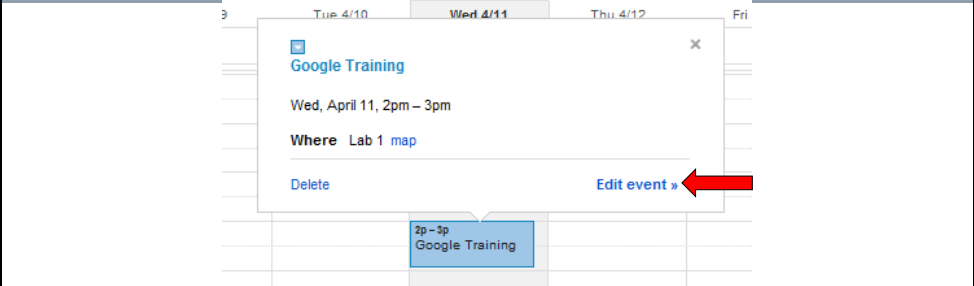 9 Tue 4/10 Wed 4/11 Thu 4/12 Fri
×
Google Training
Wed, April 11, 2pm – 3pm
Where Lab 1 map
Delete Edit event »
2p – 3p
Google Training